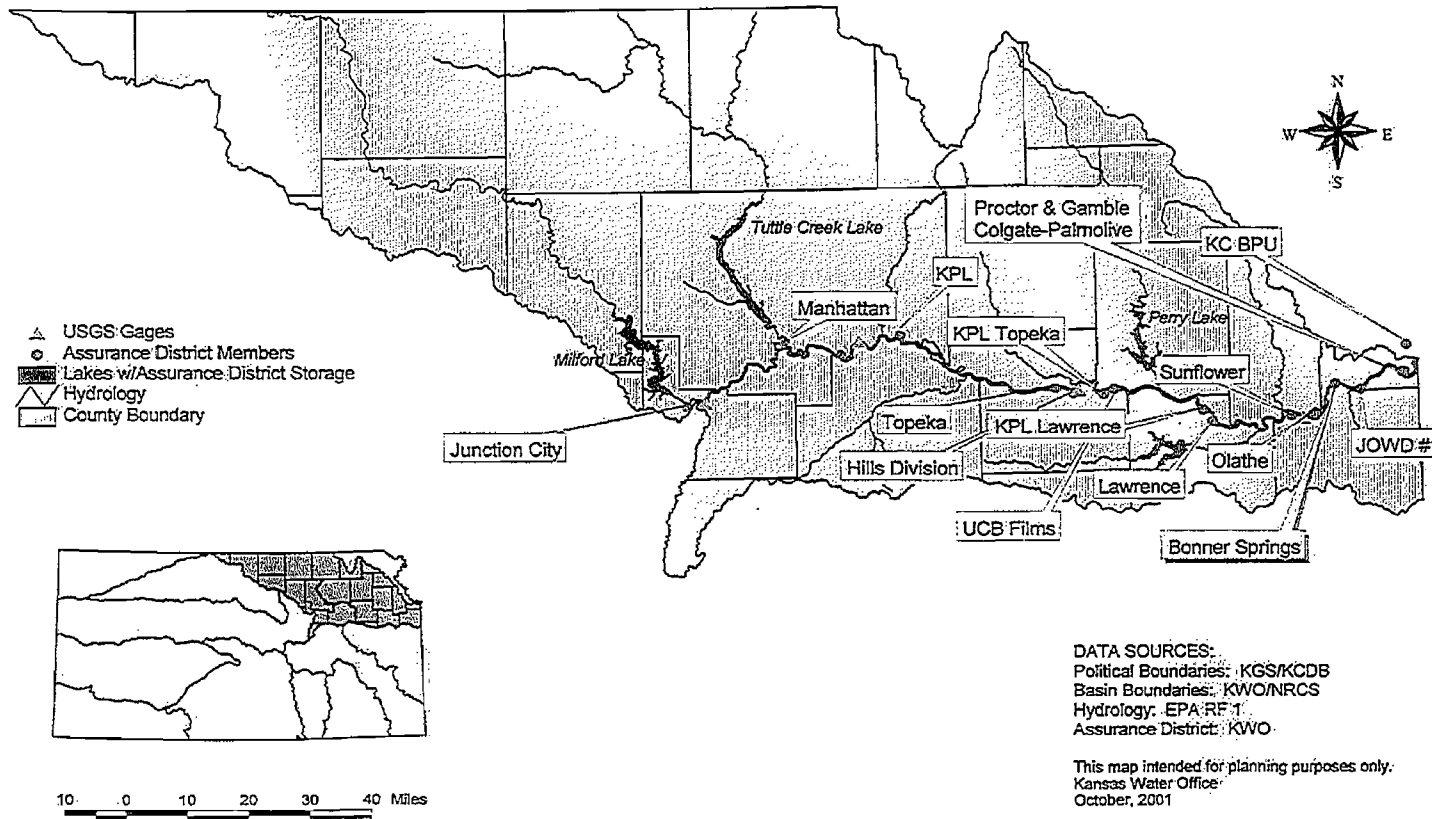 N
W E
S
Proctor & Gamble
Colgate-Palmolive
KC BPU
Tuttle Creek Lake
KPL
Manhattan
KPL Topeka
Perry Lake
Milford Lake
Sunflower
USGS Gages
Assurance District Members
Lakes w/Assurance District Storage
Hydrology
County Boundary
Junction City
Topeka
KPL Lawrence
JOWD #1
Hills Division
Olathe
Lawrence
UCB Films
Bonner Springs
DATA SOURCES:
Political Boundaries: KGS/KCDB
Basin Boundaries: KWO/NRCS
Hydrology: EPA RF 1
Assurance District: KWO
This map intended for planning purposes only.
Kansas Water Office
October, 2001
10 0 10 20 30 40 Miles